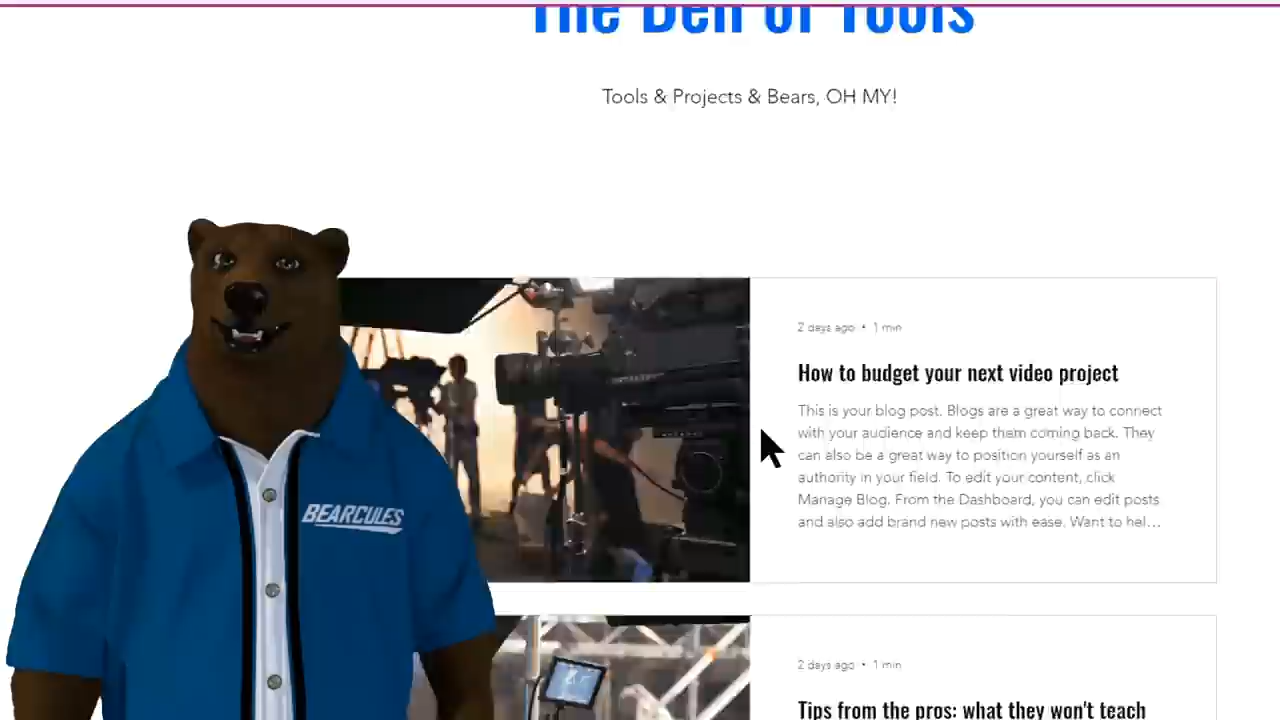 The Den of Tools
Tools & Projects & Bears, OH MY!
2 days ago • 1 min
How to budget your next video project
This is your blog post. Blogs are a great way to connect
with your audience and keep them coming back. They
can also be a great way to position yourself as an
authority in your field. To edit your content, click
Manage Blog. From the Dashboard, you can edit posts
and also add brand new posts with ease. Want to hel...
BEARCULES
2 days ago • 1 min
Tips from the pros: what they won't teach